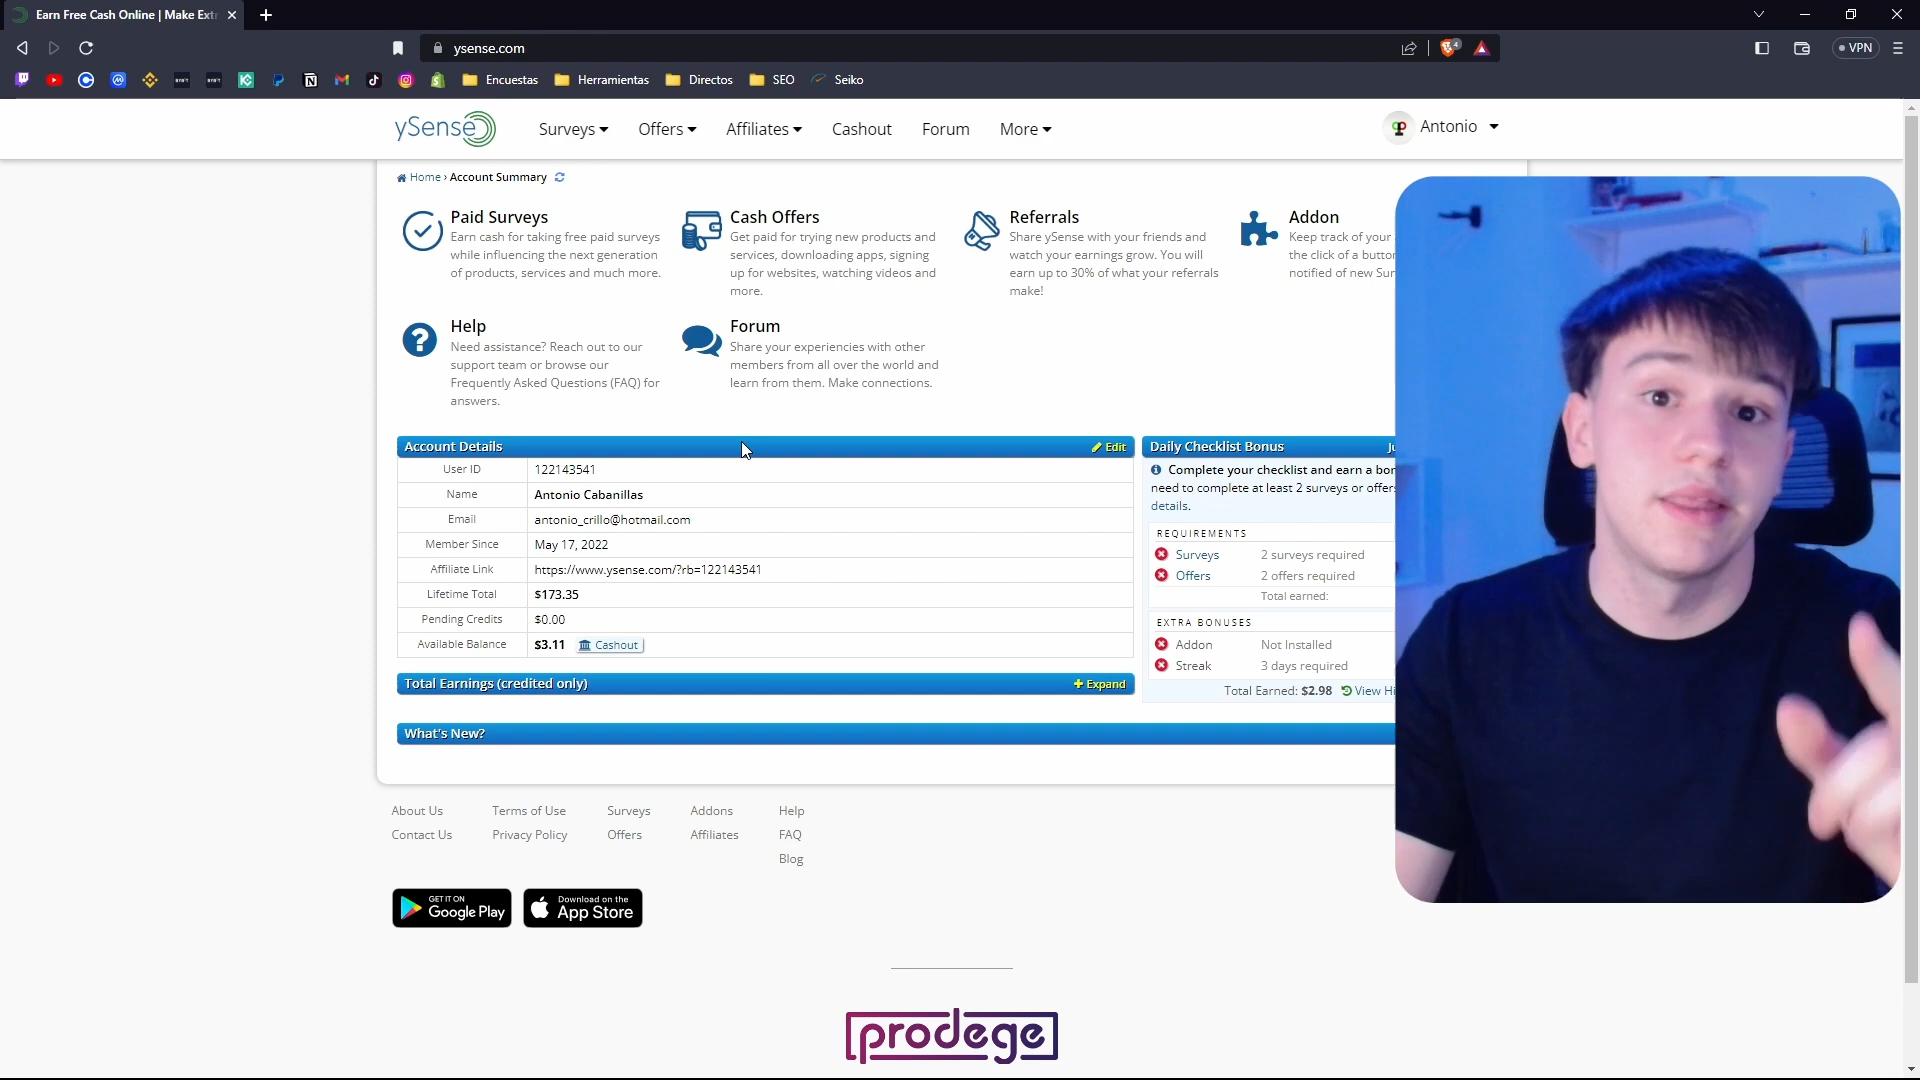 Earn Free Cash Online | Make Extr
ysense.com
4
VPN
Encuestas
Herramientas
Directos
SEO
Seiko
ySense
Surveys
Offers
Affiliates
Cashout
Forum
More
Antonio
Home › Account Summary
Paid Surveys
Earn cash for taking free paid surveys
while influencing the next generation
of products, services and much more.
Cash Offers
Get paid for trying new products and
services, downloading apps, signing
up for websites, watching videos and
more.
Referrals
Share ySense with your friends and
watch your earnings grow. You will
earn up to 30% of what your referrals
make!
Addon
Keep track of your
the click of a button
notified of new Sur
Help
Need assistance? Reach out to our
support team or browse our
Frequently Asked Questions (FAQ) for
answers.
Forum
Share your experiences with other
members from all over the world and
learn from them. Make connections.
Account Details
Edit
User ID 122143541
Name Antonio Cabanillas
Email antonio_crillo@hotmail.com
Member Since May 17, 2022
Affiliate Link https://www.ysense.com/?rb=122143541
Lifetime Total $173.35
Pending Credits $0.00
Available Balance $3.11 Cashout
Total Earnings (credited only)
Expand
What's New?
Daily Checklist Bonus
Ju
Complete your checklist and earn a bon
need to complete at least 2 surveys or offers
details.
REQUIREMENTS
Surveys 2 surveys required
Offers 2 offers required
Total earned:
EXTRA BONUSES
Addon Not Installed
Streak 3 days required
Total Earned: $2.98 View Hi
About Us
Terms of Use
Surveys
Addons
Help
Contact Us
Privacy Policy
Offers
Affiliates
FAQ
Blog
GET IT ON
Google Play
Download on the
App Store
prodege